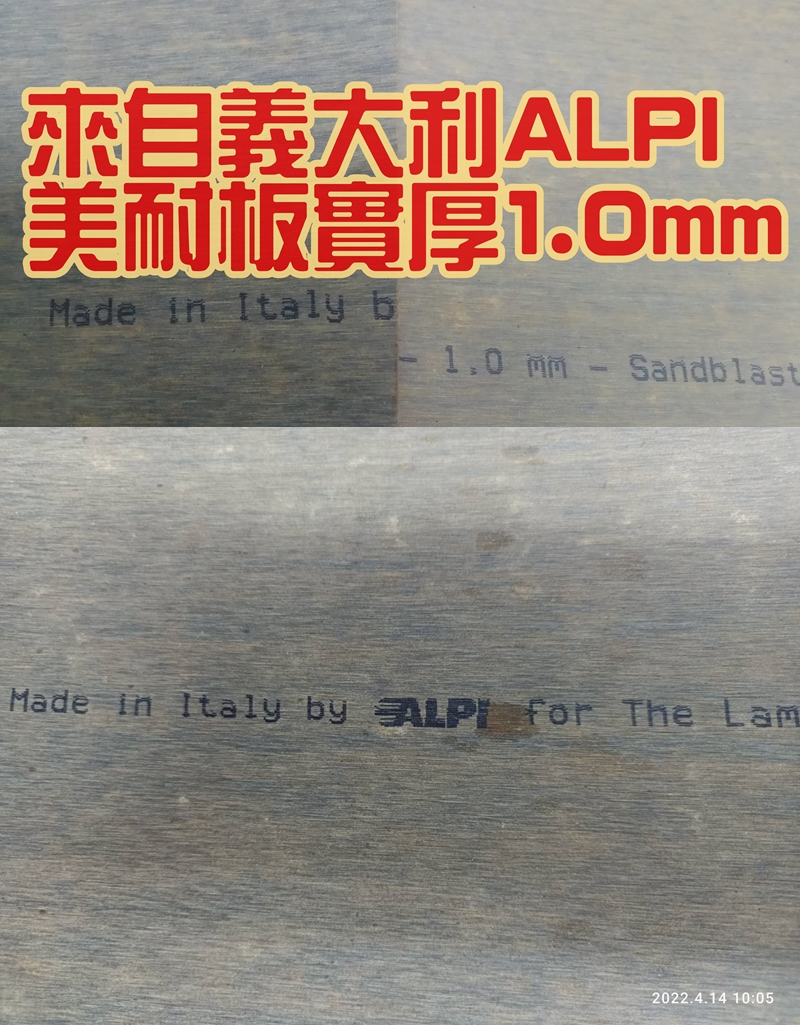 來自義大利ALPI
美耐板實厚1.0mm
Made in Italy b
- 1.0 mm - Sandblast
Made in Italy by ALPI for The Lam
2022.4.14 10:05